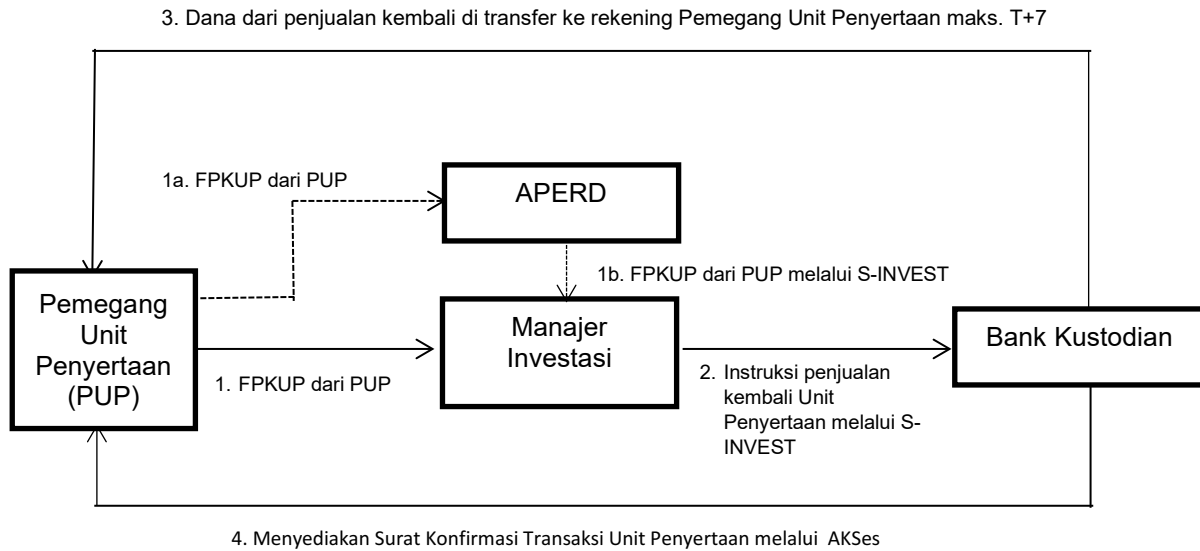 3. Dana dari penjualan kembali di transfer ke rekening Pemegang Unit Penyertaan maks. T+7
1a. FPKUP dari PUP
APERD
1b. FPKUP dari PUP melalui S-INVEST
Pemegang
Unit
Penyertaan
(PUP)
1. FPKUP dari PUP
Manajer
Investasi
2. Instruksi penjualan
kembali Unit
Penyertaan melalui S-
INVEST
Bank Kustodian
4. Menyediakan Surat Konfirmasi Transaksi Unit Penyertaan melalui AKSes